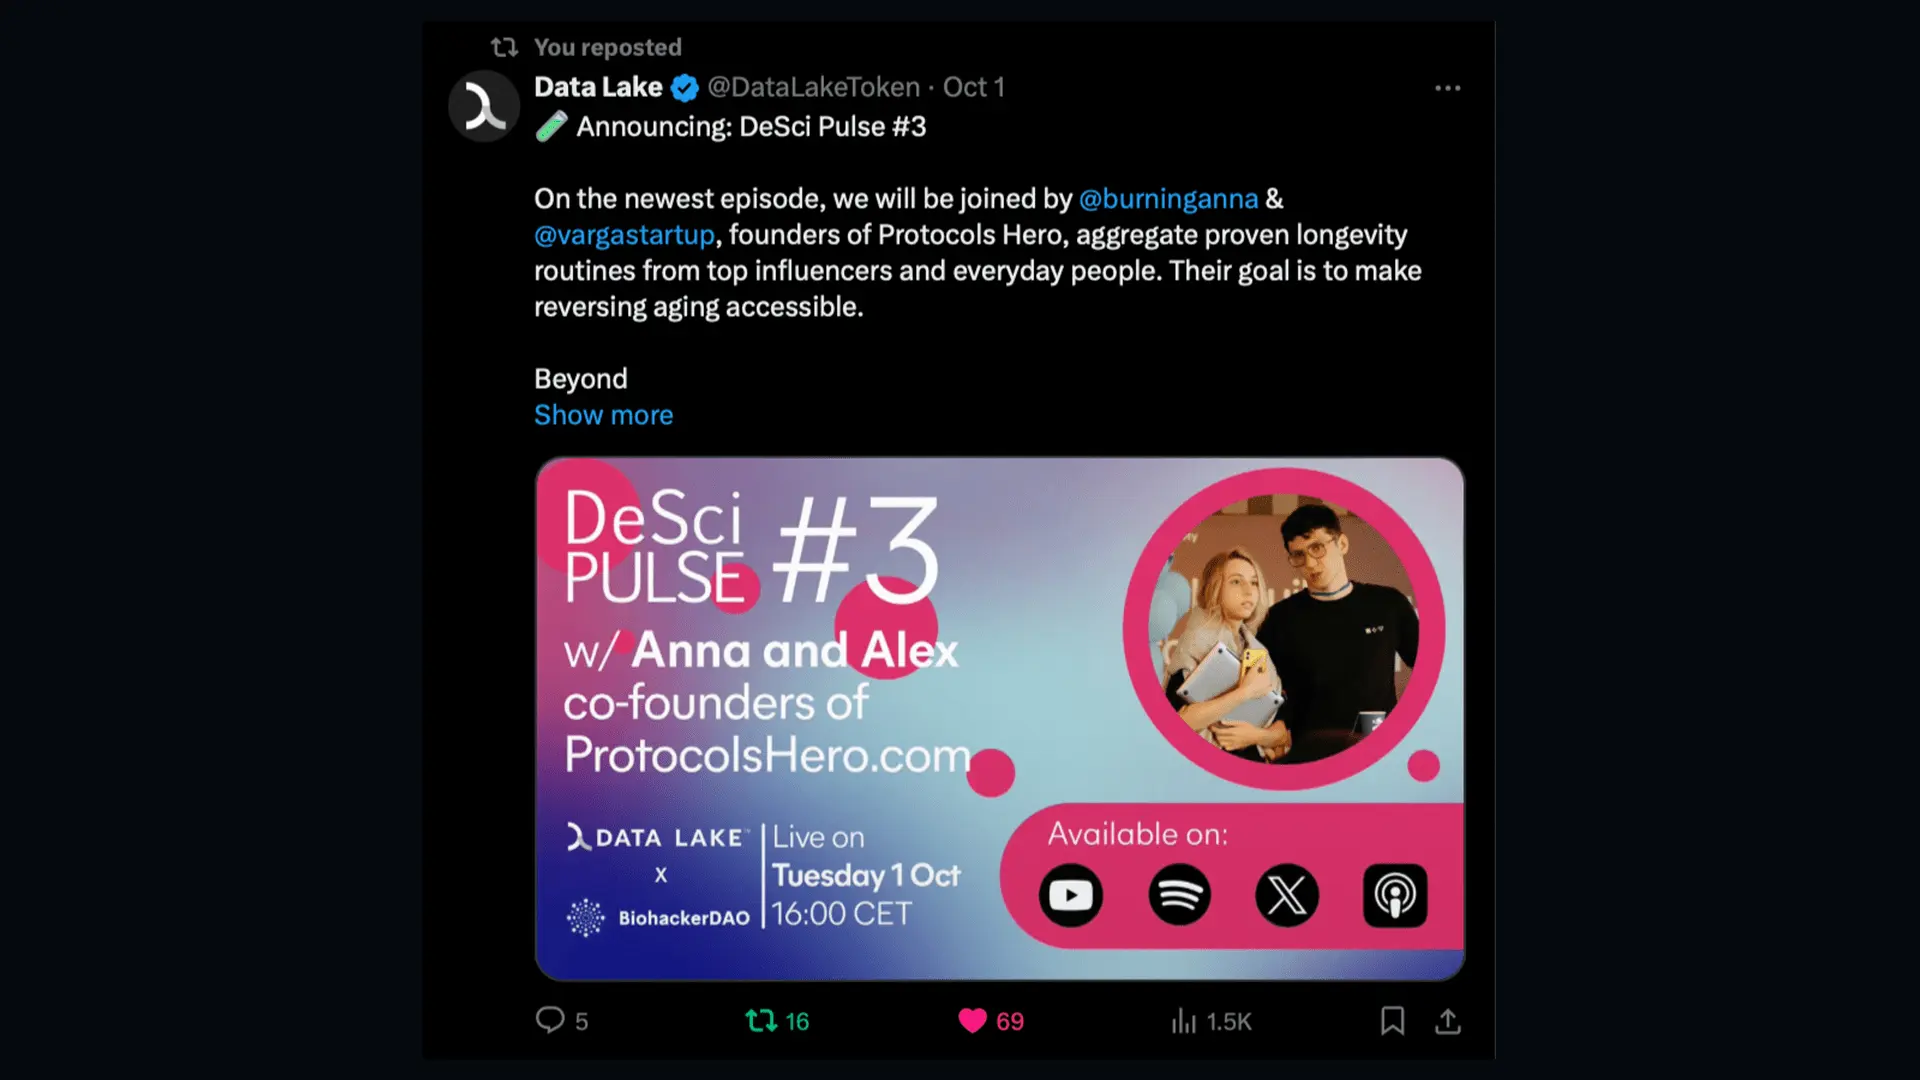 You reposted
Data Lake @DataLakeToken · Oct 1
Announcing: DeSci Pulse #3
On the newest episode, we will be joined by @burninganna &
@vargastartup, founders of Protocols Hero, aggregate proven longevity
routines from top influencers and everyday people. Their goal is to make
reversing aging accessible.
Beyond
Show more
DeSci
PULSE
#3
w/ Anna and Alex
co-founders of
ProtocolsHero.com
DATA LAKE™
x
BiohackerDAO
Live on
Tuesday 1 Oct
16:00 CET
Available on:
5
16
69
1.5K